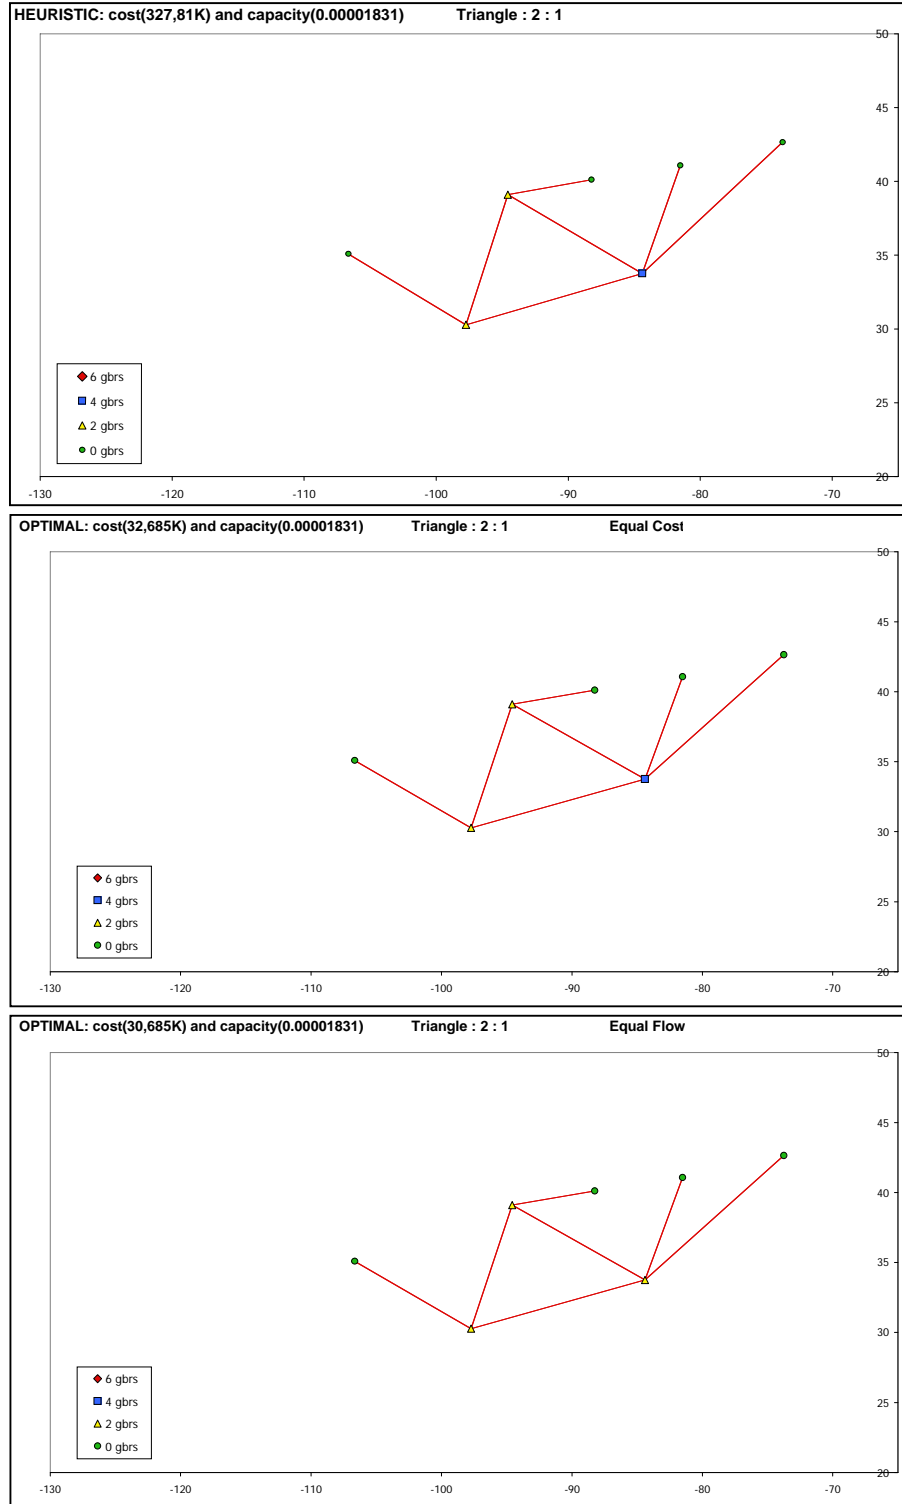 HEURISTIC: cost(327,81K) and capacity(0.00001831) Triangle : 2 : 1
50
45
40
35
30
25
20
6 gbrs
4 gbrs
2 gbrs
0 gbrs
-130 -120 -110 -100 -90 -80 -70
OPTIMAL: cost(32,685K) and capacity(0.00001831) Triangle : 2 : 1 Equal Cost
50
45
40
35
30
25
20
6 gbrs
4 gbrs
2 gbrs
0 gbrs
-130 -120 -110 -100 -90 -80 -70
OPTIMAL: cost(30,685K) and capacity(0.00001831) Triangle : 2 : 1 Equal Flow
50
45
40
35
30
25
20
6 gbrs
4 gbrs
2 gbrs
0 gbrs
-130 -120 -110 -100 -90 -80 -70